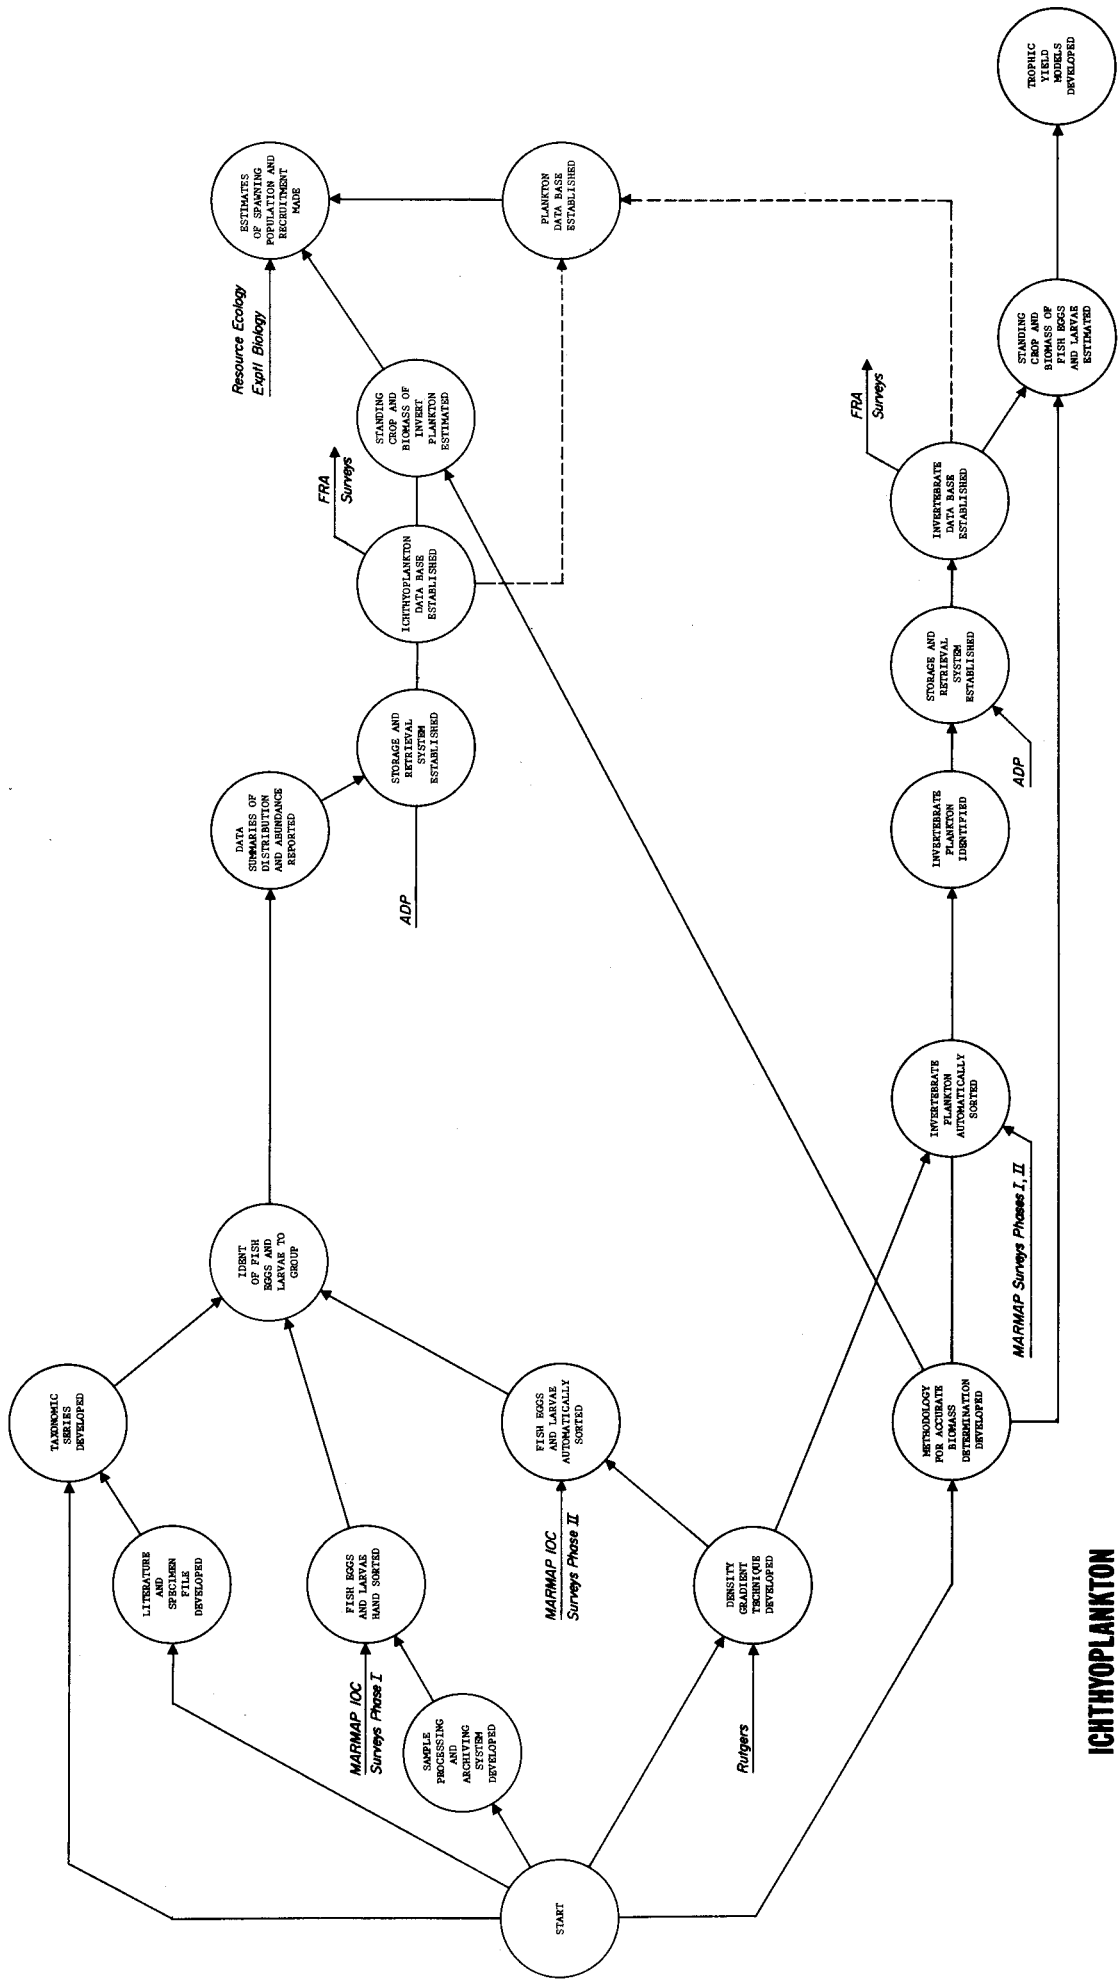 START
TAXONOMIC
SERIES
DEVELOPED
LITERATURE
AND
SPECIMEN
FILE
DEVELOPED
FISH EGGS
AND LARVAE
HAND SORTED
MARMAP IOC
Surveys Phase I
SAMPLE
PROCESSING
AND
ARCHIVING
SYSTEM
DEVELOPED
FISH EGGS
AND LARVAE
AUTOMATICALLY
SORTED
MARMAP IOC
Surveys Phase II
DENSITY
GRADIENT
TECHNIQUE
DEVELOPED
Rutgers
METHODOLOGY
FOR ACCURATE
BIOMASS
DETERMINATION
DEVELOPED
IDENT
OF FISH
EGGS AND
LARVAE TO
GROUP
INVERTEBRATE
PLANKTON
AUTOMATICALLY
SORTED
MARMAP Surveys Phases I, II
DATA
SUMMARIES OF
DISTRIBUTION
AND ABUNDANCE
REPORTED
STORAGE AND
RETRIEVAL
SYSTEM
ESTABLISHED
ADP
INVERTEBRATE
PLANKTON
IDENTIFIED
STORAGE AND
RETRIEVAL
SYSTEM
ESTABLISHED
ADP
ICHTHYOPLANKTON
DATA BASE
ESTABLISHED
FRA
Surveys
STANDING
CROP AND
BIOMASS OF
INVERT
PLANKTON
ESTIMATED
INVERTEBRATE
DATA BASE
ESTABLISHED
FRA
Surveys
STANDING
CROP AND
BIOMASS OF
FISH EGGS
AND LARVAE
ESTIMATED
Resource Ecology
Exptl Biology
ESTIMATES
OF SPAWNING
POPULATION AND
RECRUITMENT
MADE
PLANKTON
DATA BASE
ESTABLISHED
TROPHIC
YIELD
MODELS
DEVELOPED
ICHTHYOPLANKTON